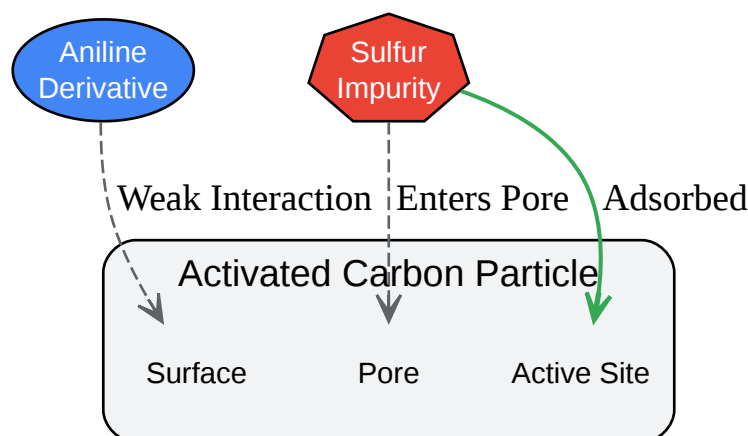 Aniline
Derivative
Sulfur
Impurity
Weak Interaction
Enters Pore
Adsorbed
Activated Carbon Particle
Surface
Pore
Active Site